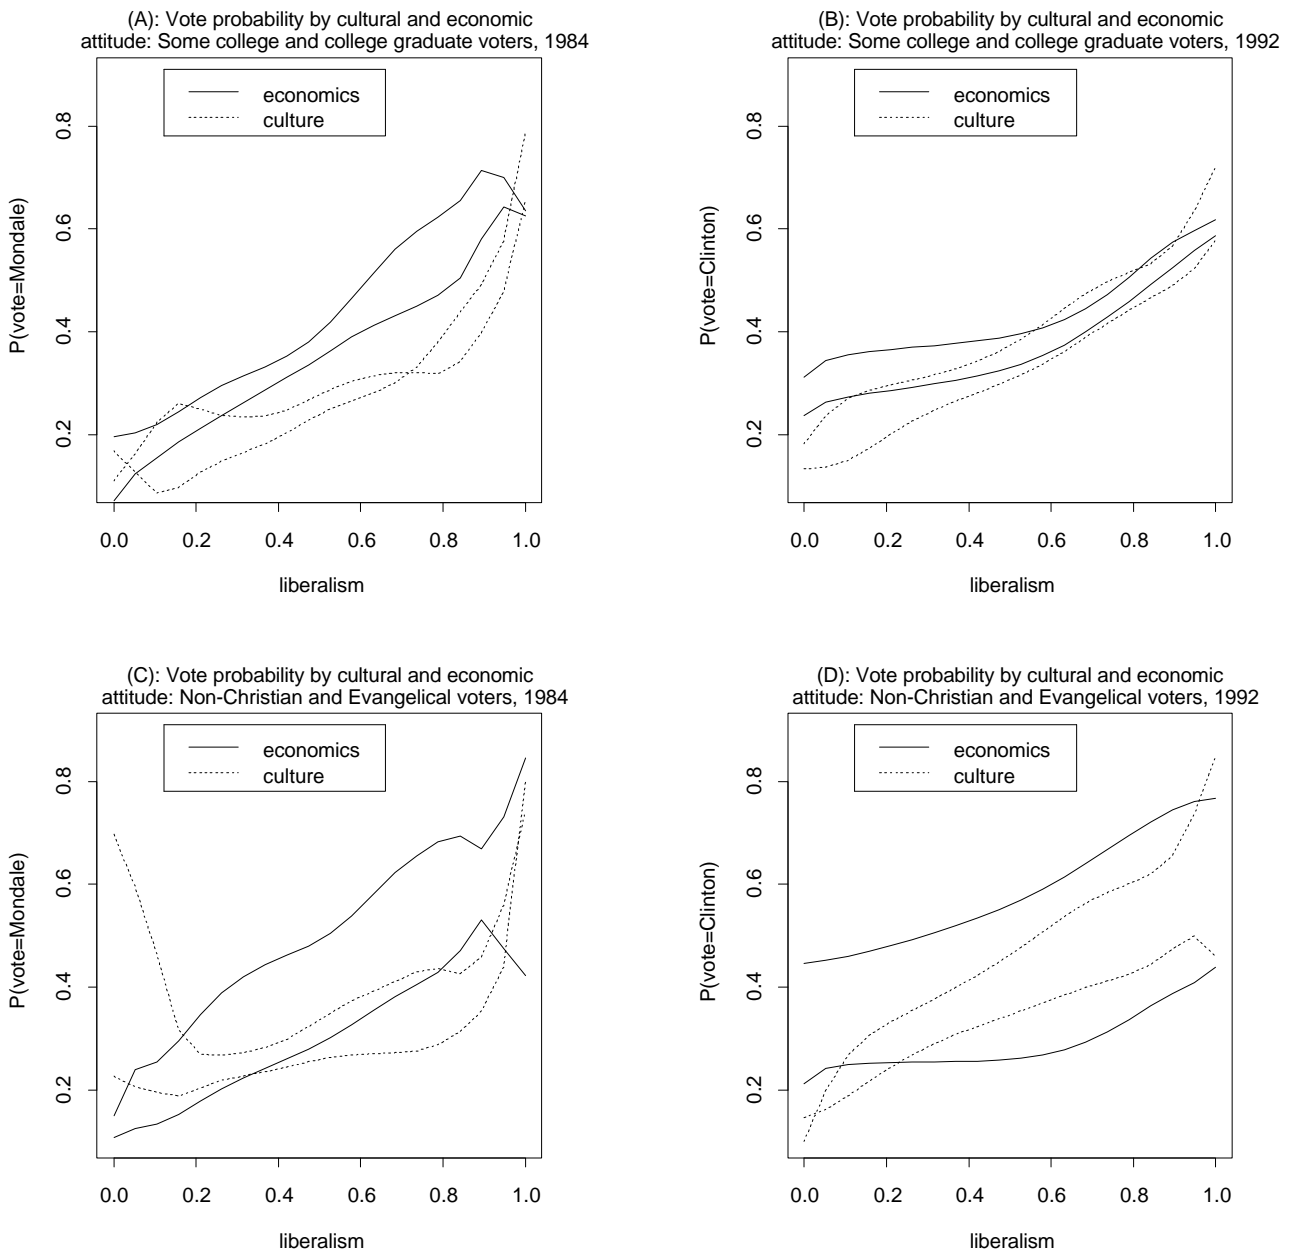 (A): Vote probability by cultural and economic
attitude: Some college and college graduate voters, 1984
economics
culture
P(vote=Mondale)
0.2
0.4
0.6
0.8
0.0 0.2 0.4 0.6 0.8 1.0
liberalism
(B): Vote probability by cultural and economic
attitude: Some college and college graduate voters, 1992
economics
culture
P(vote=Clinton)
0.2
0.4
0.6
0.8
0.0 0.2 0.4 0.6 0.8 1.0
liberalism
(C): Vote probability by cultural and economic
attitude: Non-Christian and Evangelical voters, 1984
economics
culture
P(vote=Mondale)
0.2
0.4
0.6
0.8
0.0 0.2 0.4 0.6 0.8 1.0
liberalism
(D): Vote probability by cultural and economic
attitude: Non-Christian and Evangelical voters, 1992
economics
culture
P(vote=Clinton)
0.2
0.4
0.6
0.8
0.0 0.2 0.4 0.6 0.8 1.0
liberalism